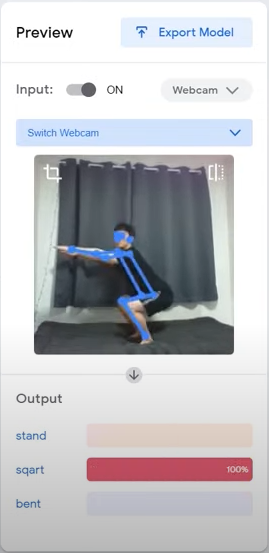 Preview
Export Model
Input:
ON
Webcam
Switch Webcam
Output
stand
sqart
100%
bent